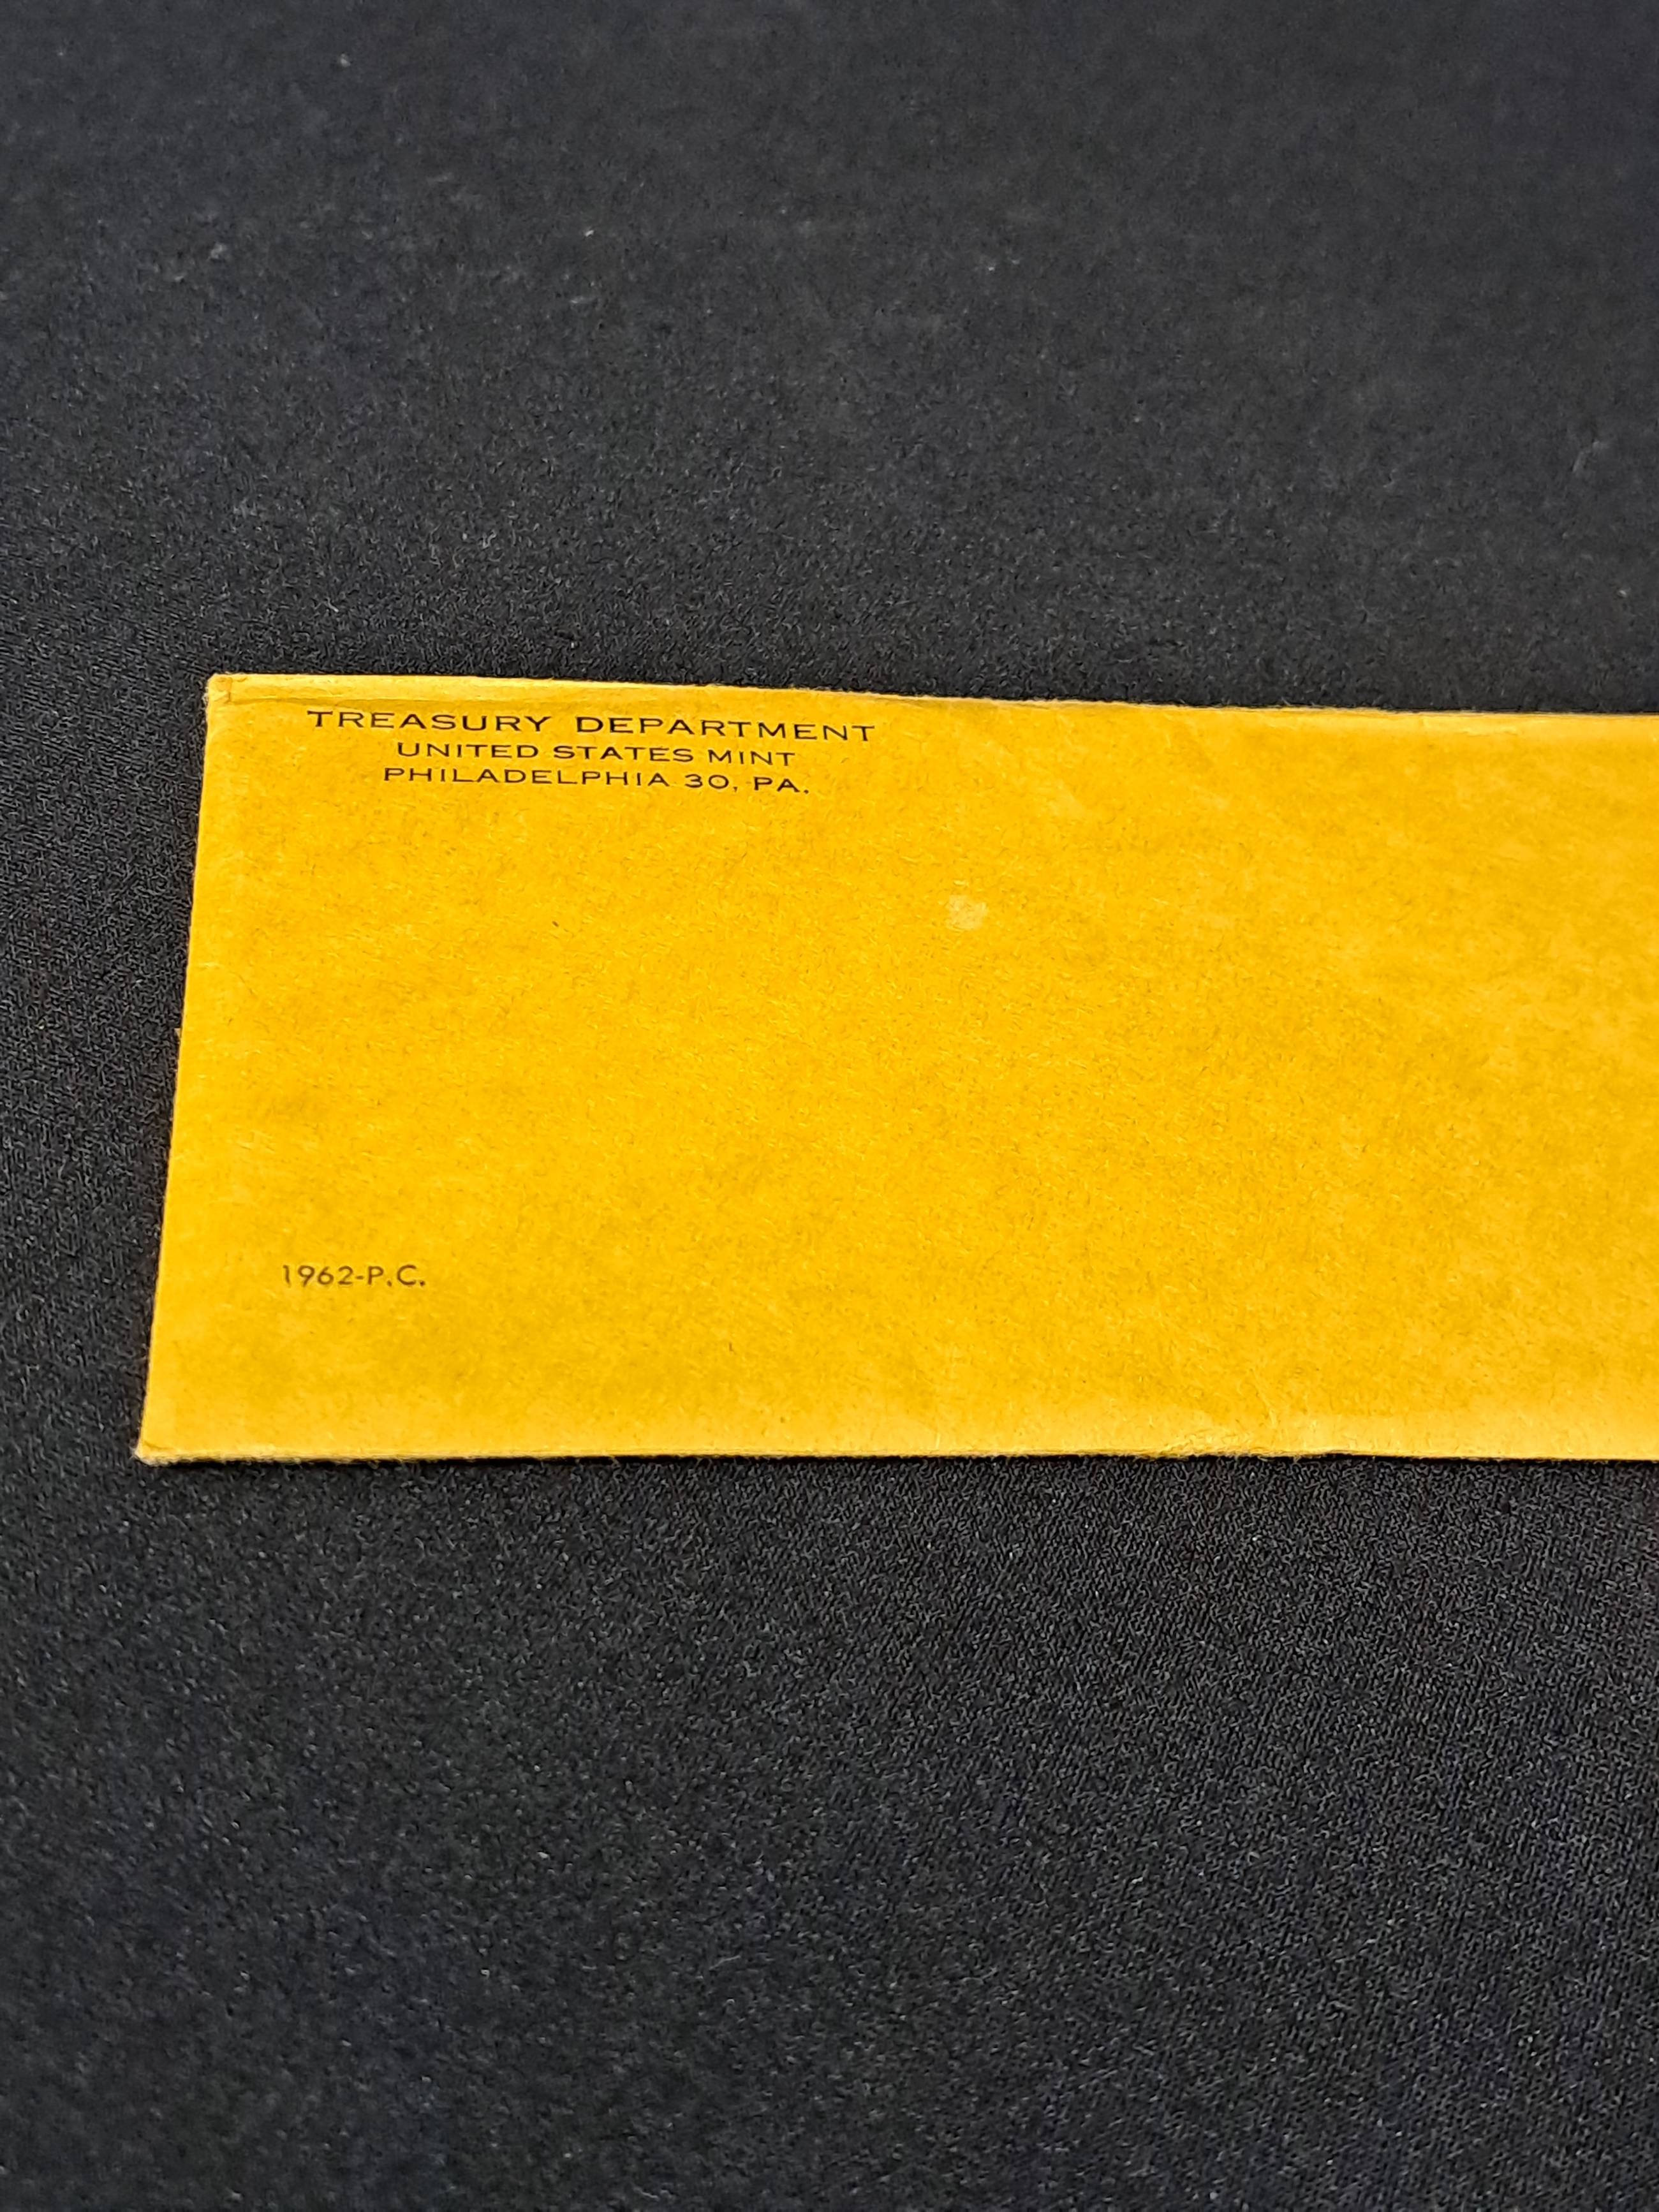 TREASURY DEPARTMENT
UNITED STATES MINT
PHILADELPHIA 30, PA.
1962-P.C.